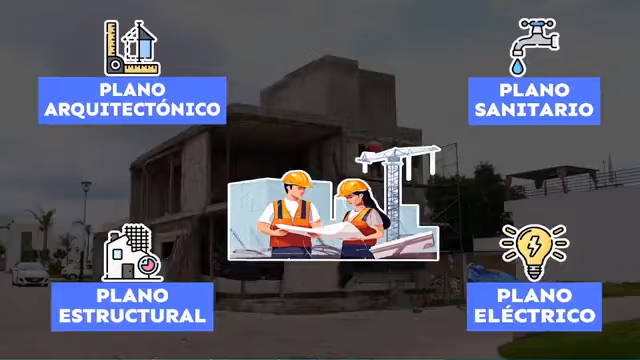 PLANO
ARQUITECTÓNICO
PLANO
SANITARIO
PLANO
ESTRUCTURAL
PLANO
ELÉCTRICO